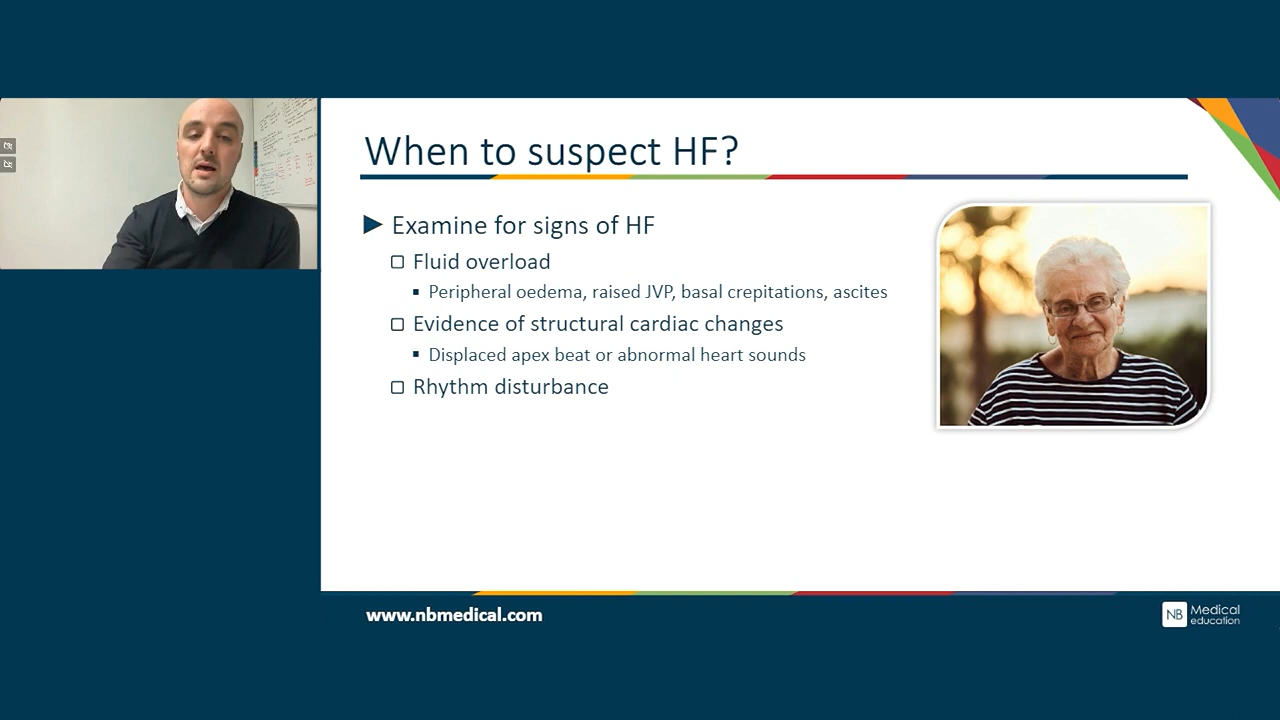 When to suspect HF?
Examine for signs of HF
Fluid overload
Peripheral oedema, raised JVP, basal crepitations, ascites
Evidence of structural cardiac changes
Displaced apex beat or abnormal heart sounds
Rhythm disturbance
www.nbmedical.com
NB Medical
education